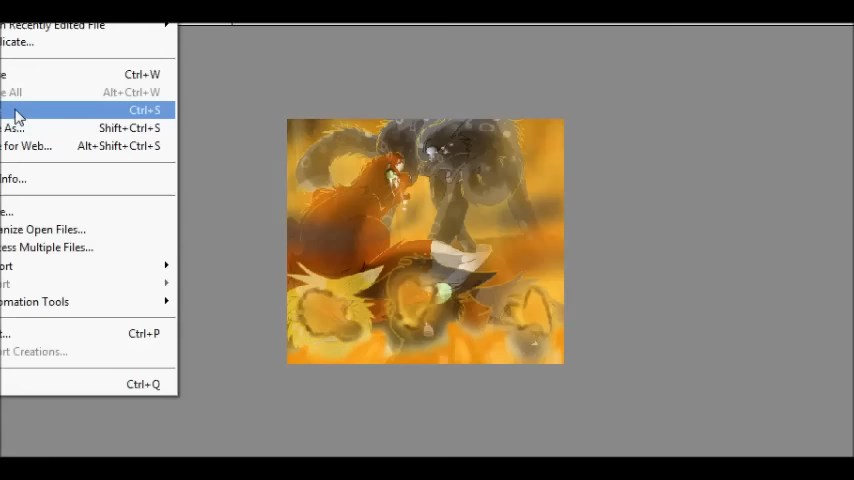 Recently Edited File
licate...
Ctrl+W
All Alt+Ctrl+W
Ctrl+S
As... Shift+Ctrl+S
for Web... Alt+Shift+Ctrl+S
Info...
anize Open Files...
cess Multiple Files...
ort
rt
omation Tools
Ctrl+P
rt Creations...
Ctrl+Q